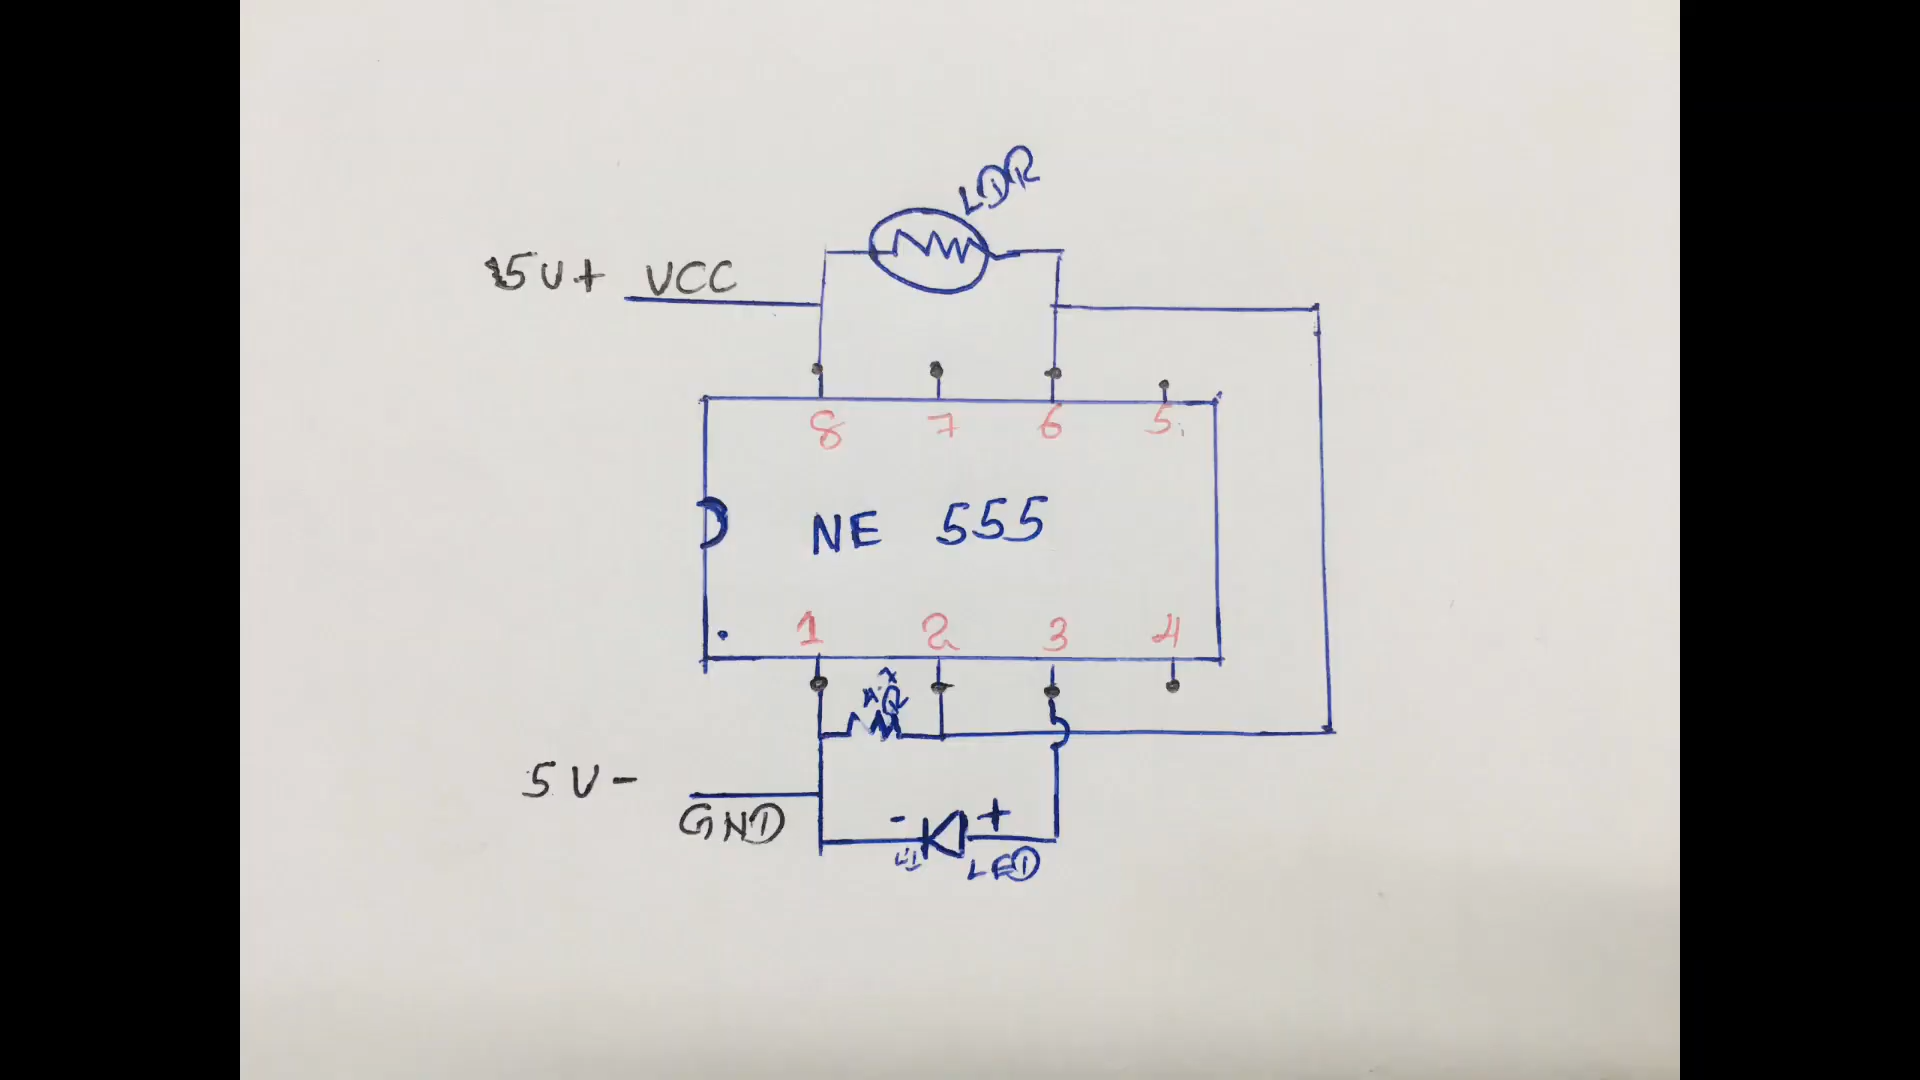 LDR
5V+ VCC
8 7 6 5
NE 555
1 2 3 4
R
5V-
GND
- +
LED